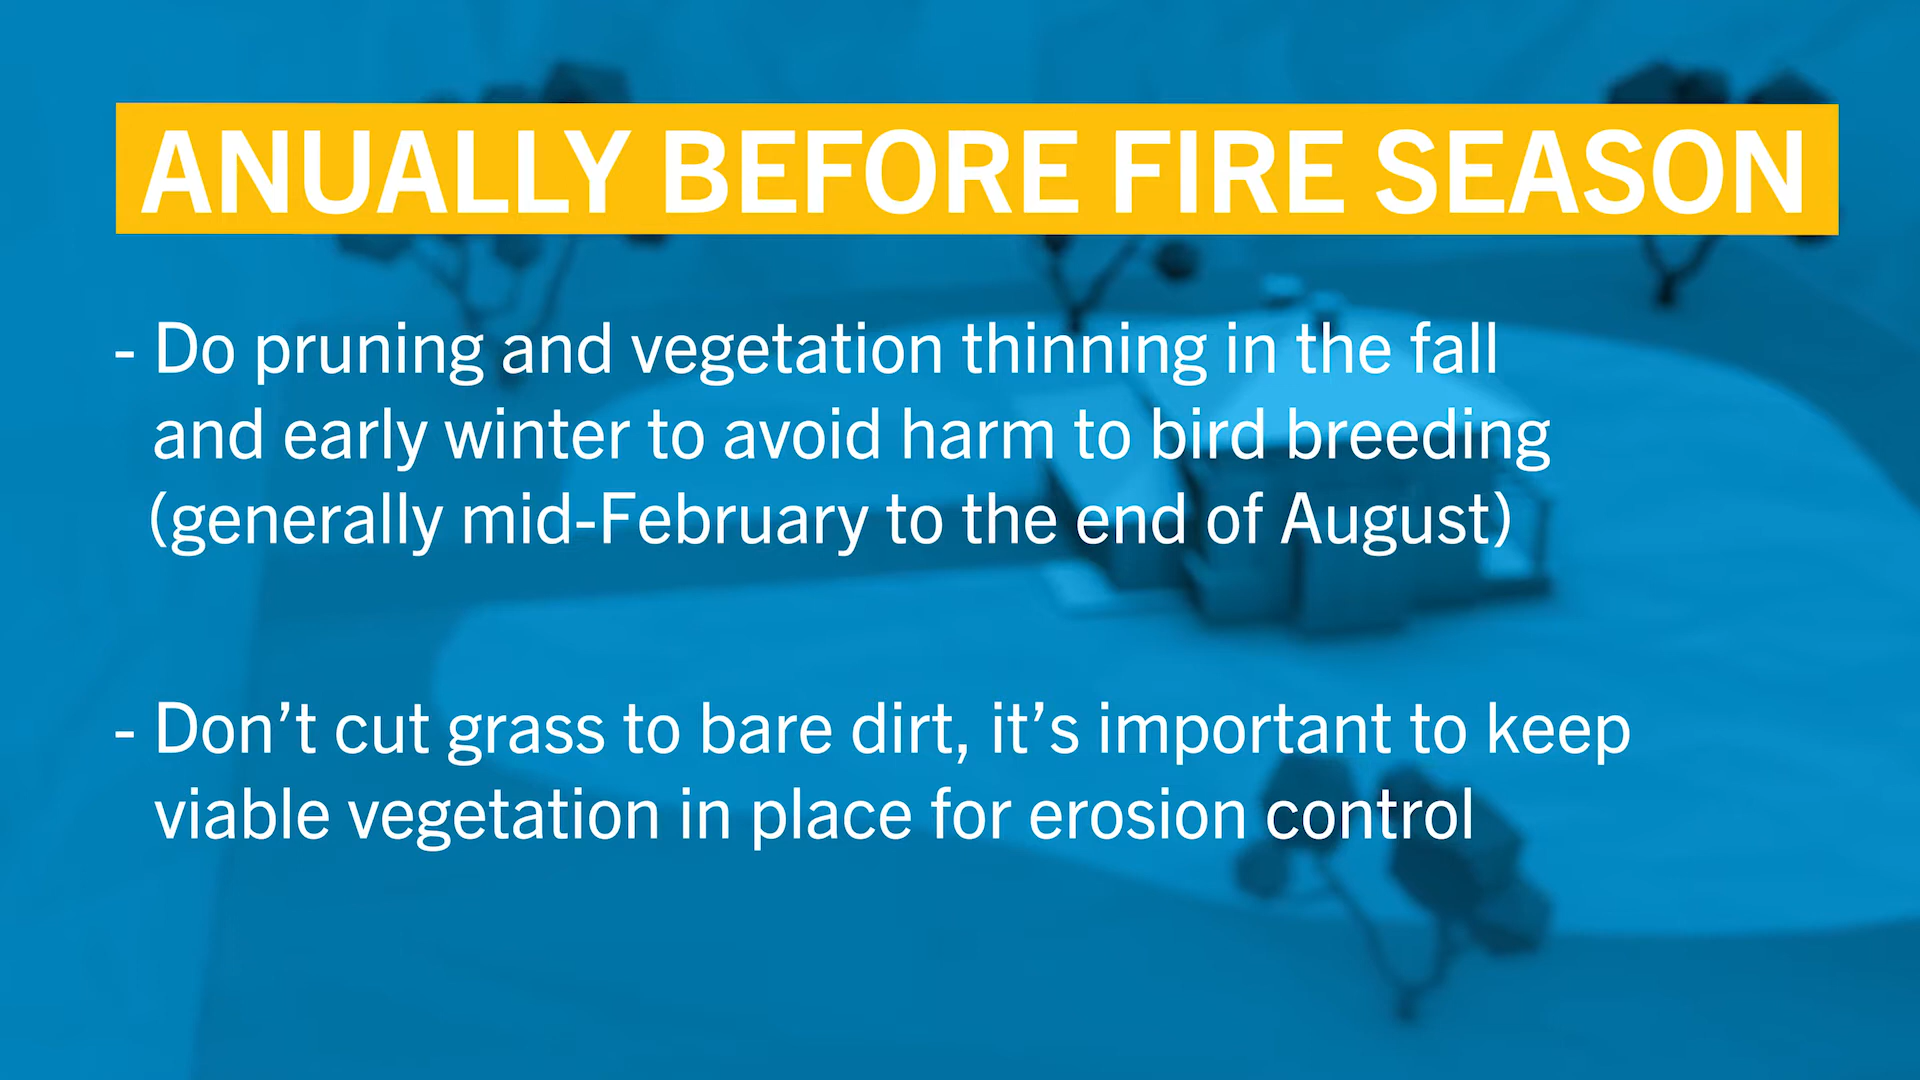 ANUALLY BEFORE FIRE SEASON
- Do pruning and vegetation thinning in the fall
and early winter to avoid harm to bird breeding
(generally mid-February to the end of August)
- Don’t cut grass to bare dirt, it’s important to keep
viable vegetation in place for erosion control